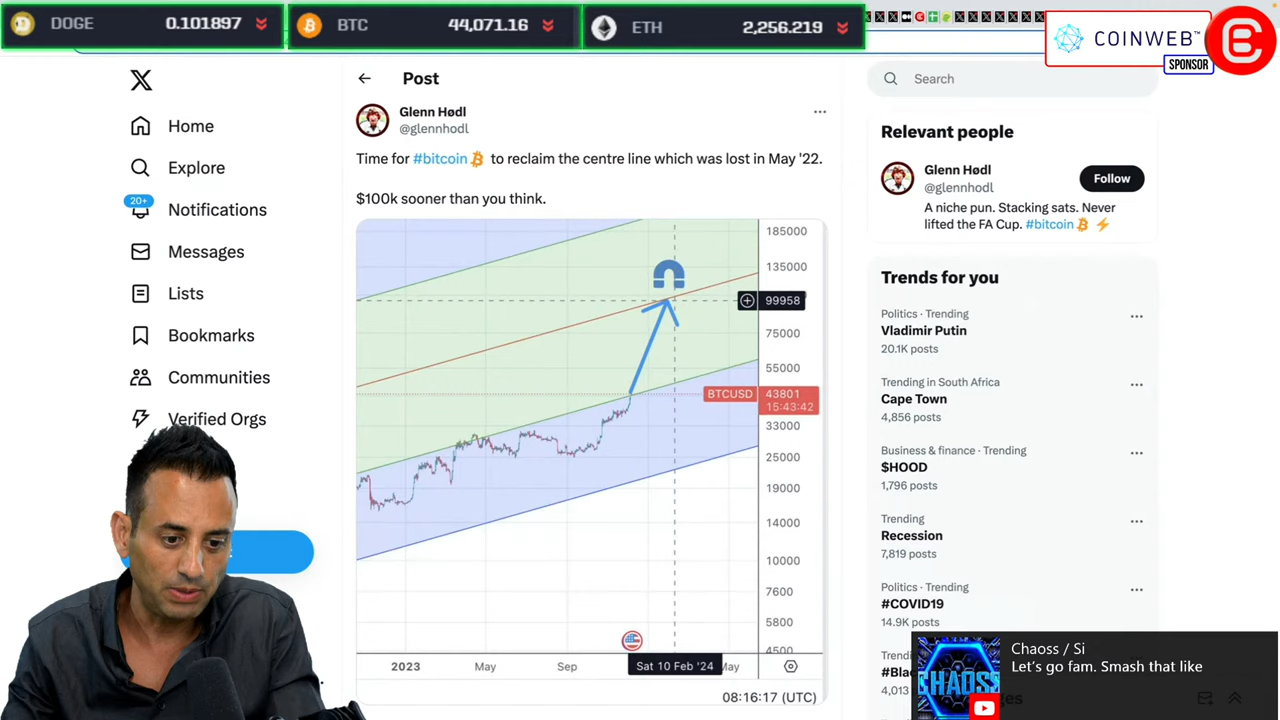 DOGE 0.101897
BTC 44,071.16
ETH 2,256.219
COINWEB™
SPONSOR
Post
Search
Home
Explore
20+
Notifications
Messages
Lists
Bookmarks
Communities
Verified Orgs
Glenn Hødl
@glennhodl
Time for #bitcoin to reclaim the centre line which was lost in May '22.
$100k sooner than you think.
185000
135000
99958
75000
55000
BTCUSD 43801
15:43:42
33000
25000
19000
14000
10000
7600
5800
4500
2023 May Sep Sat 10 Feb '24 May
08:16:17 (UTC)
Relevant people
Glenn Hødl
@glennhodl
Follow
A niche pun. Stacking sats. Never
lifted the FA Cup. #bitcoin
Trends for you
Politics · Trending
Vladimir Putin
20.1K posts
Trending in South Africa
Cape Town
4,856 posts
Business & finance · Trending
$HOOD
1,796 posts
Trending
Recession
7,819 posts
Politics · Trending
#COVID19
14.9K posts
4,013
Chaoss / Si
Let's go fam. Smash that like
CHAOSS